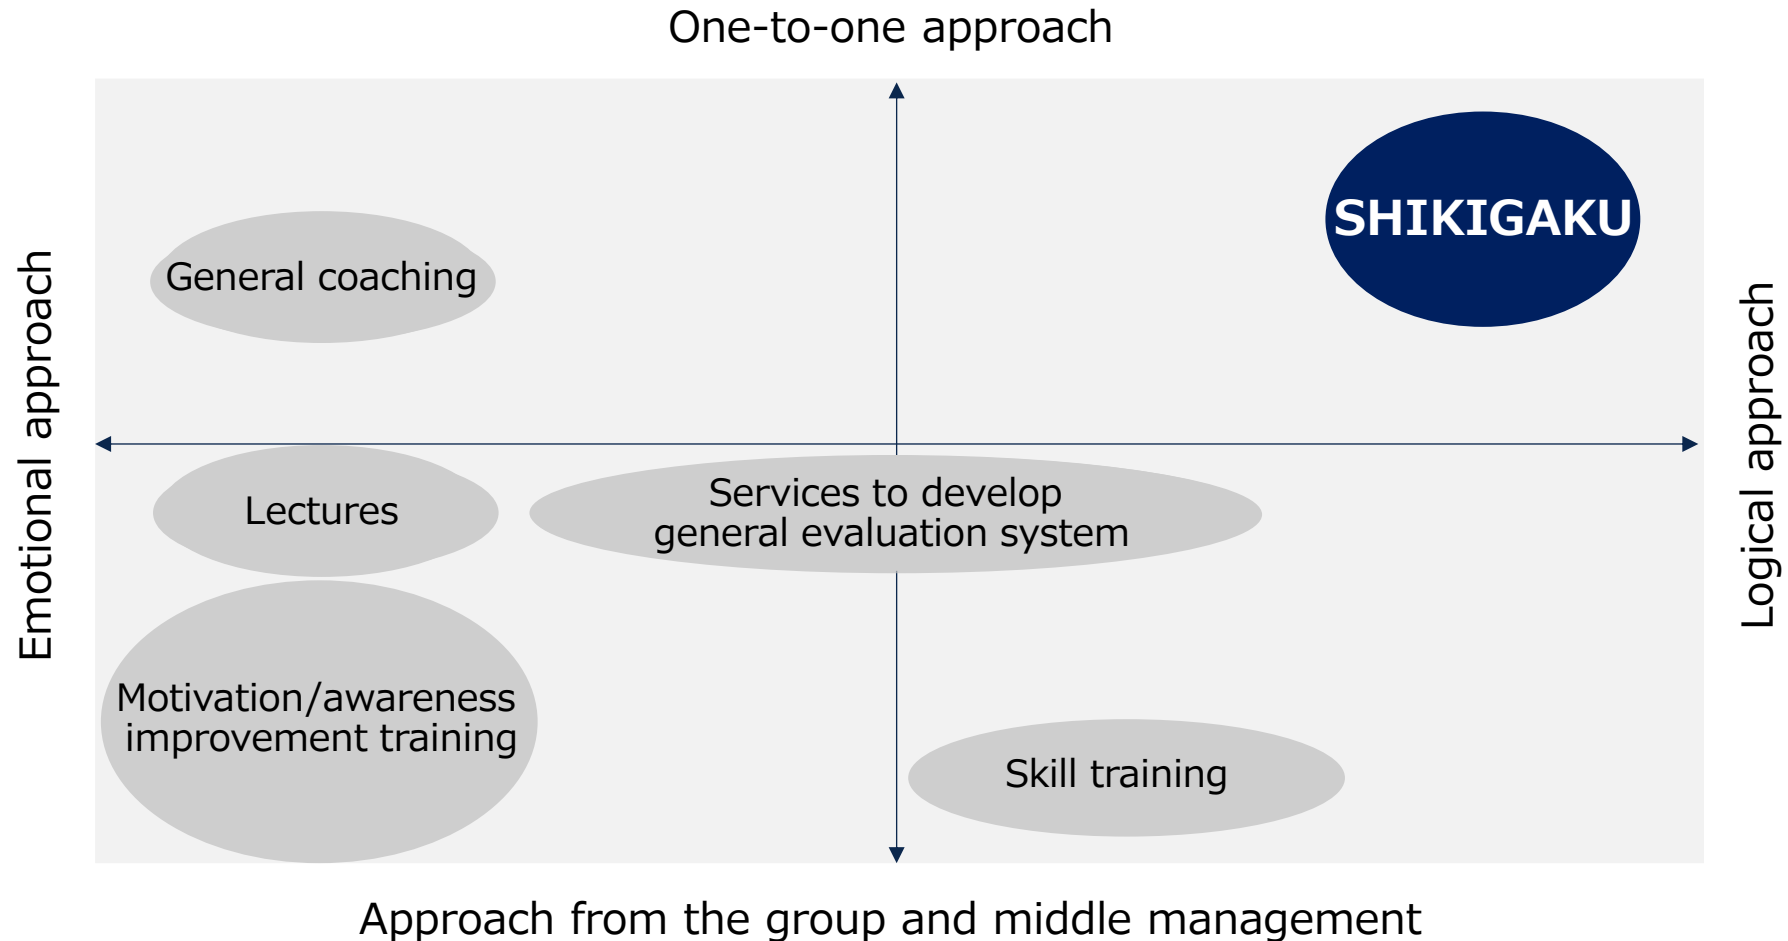 One-to-one approach
SHIKIGAKU
General coaching
Emotional approach
Logical approach
Lectures
Services to develop
general evaluation system
Motivation/awareness
improvement training
Skill training
Approach from the group and middle management